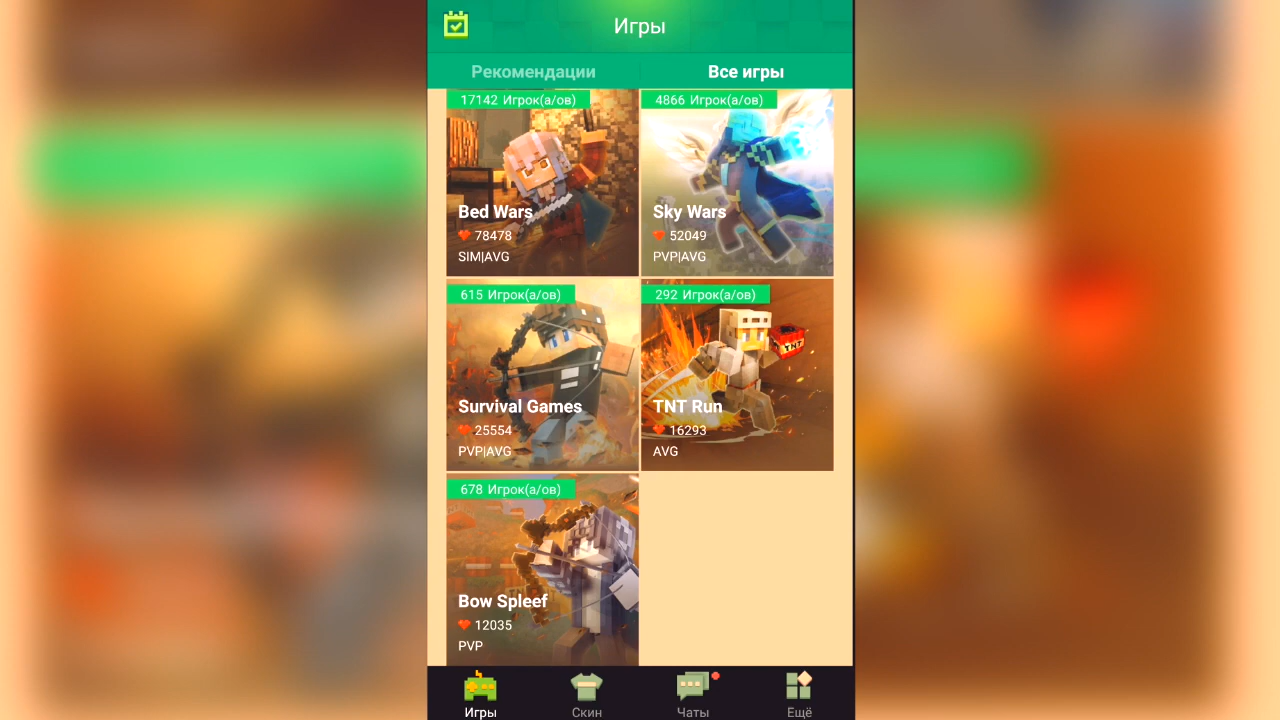 Игры
Рекомендации
Все игры
17142 Игрок(а/ов)
Bed Wars
78478
SIM|AVG
4866 Игрок(а/ов)
Sky Wars
52049
PVP|AVG
615 Игрок(а/ов)
Survival Games
25554
PVP|AVG
292 Игрок(а/ов)
TNT
TNT Run
16293
AVG
678 Игрок(а/ов)
Bow Spleef
12035
PVP
Игры
Скин
Чаты
Ещё